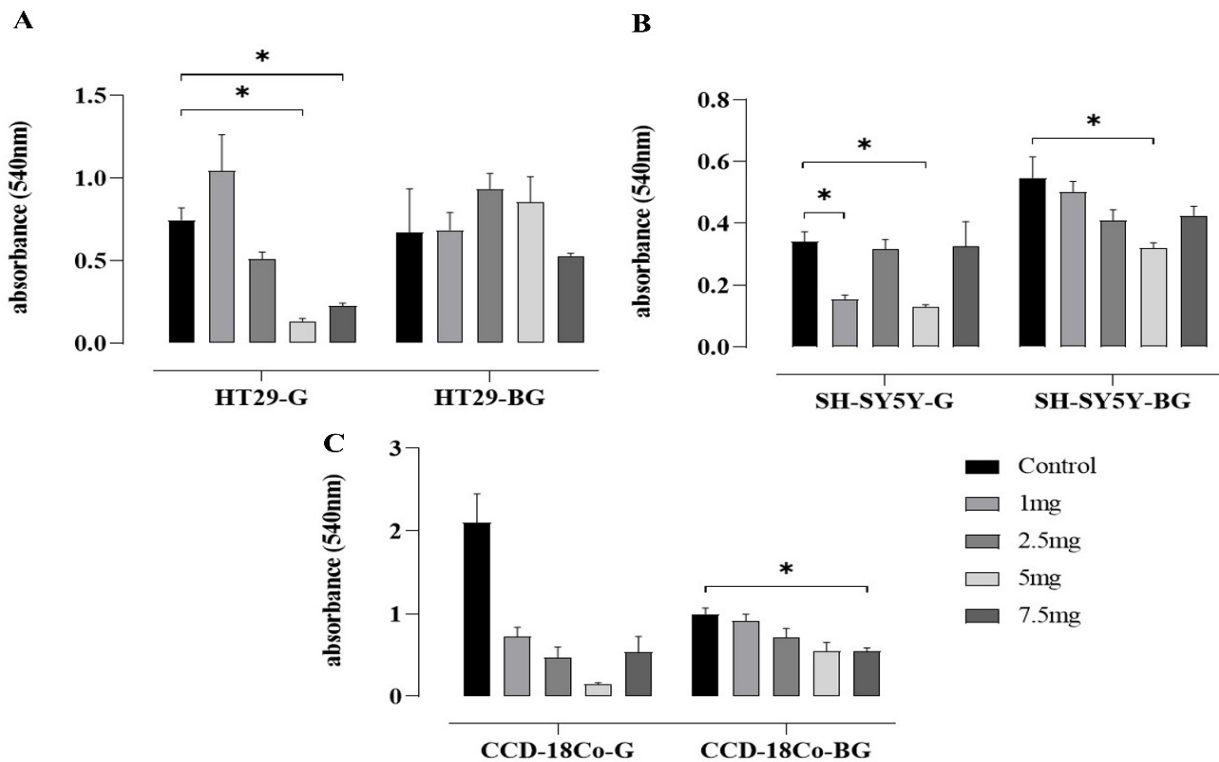 A
absorbance (540nm)
1.5
1.0
0.5
0.0
*
*
HT29-G
HT29-BG
B
absorbance (540nm)
0.8
0.6
0.4
0.2
0.0
*
*
*
SH-SY5Y-G
SH-SY5Y-BG
C
absorbance (540nm)
3
2
1
0
*
CCD-18Co-G
CCD-18Co-BG
Control
1mg
2.5mg
5mg
7.5mg